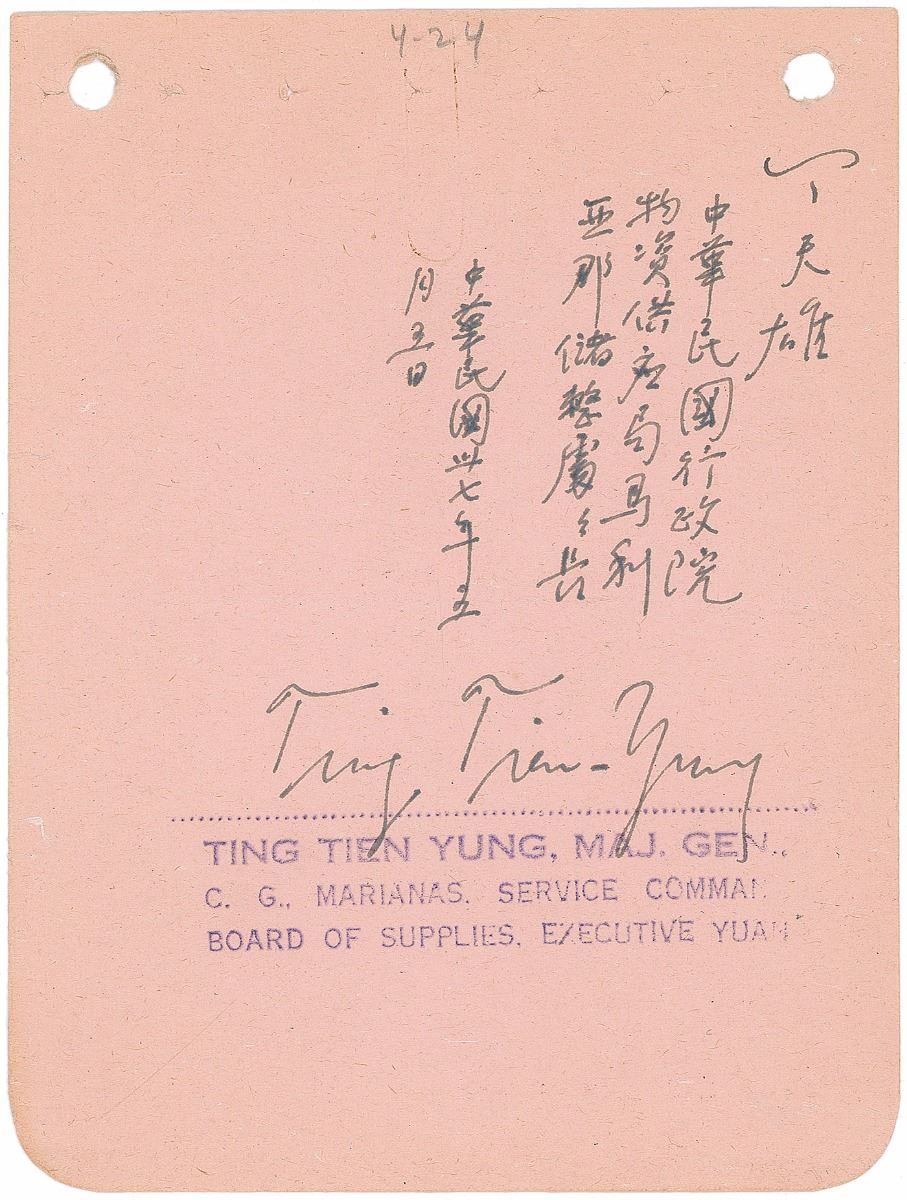 4-24
丁天雄
中華民國行政院
物資供应局馬利
亚那儲整處々長
中華民國卅七年五
月五日
Ting Tien-Yung
TING TIEN YUNG, MAJ. GEN.,
C. G., MARIANAS. SERVICE COMMAN
BOARD OF SUPPLIES, EXECUTIVE YUAN